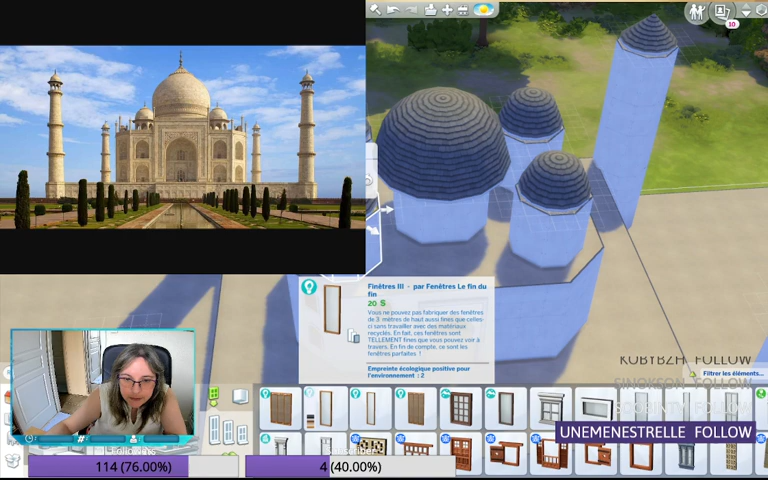 10
Finêtres III - par Fenêtres Le fin du
fin
20 $
Vous ne pouvez pas fabriquer des fenêtres
de 3 mètres de haut aussi fines que celles-
ci sans travailler avec des matériaux
recyclés. En fait, ces fenêtres sont
TELLEMENT fines que vous pouvez voir à
travers. En fin de compte, ce sont les
fenêtres parfaites !
Empreinte écologique positive pour
l'environnement : 2
KOBYBZH FOLLOW
Filtrer les éléments...
FOLLOW
FOLLOW
UNEMENESTRELLE FOLLOW
114 (76.00%)
4 (40.00%)